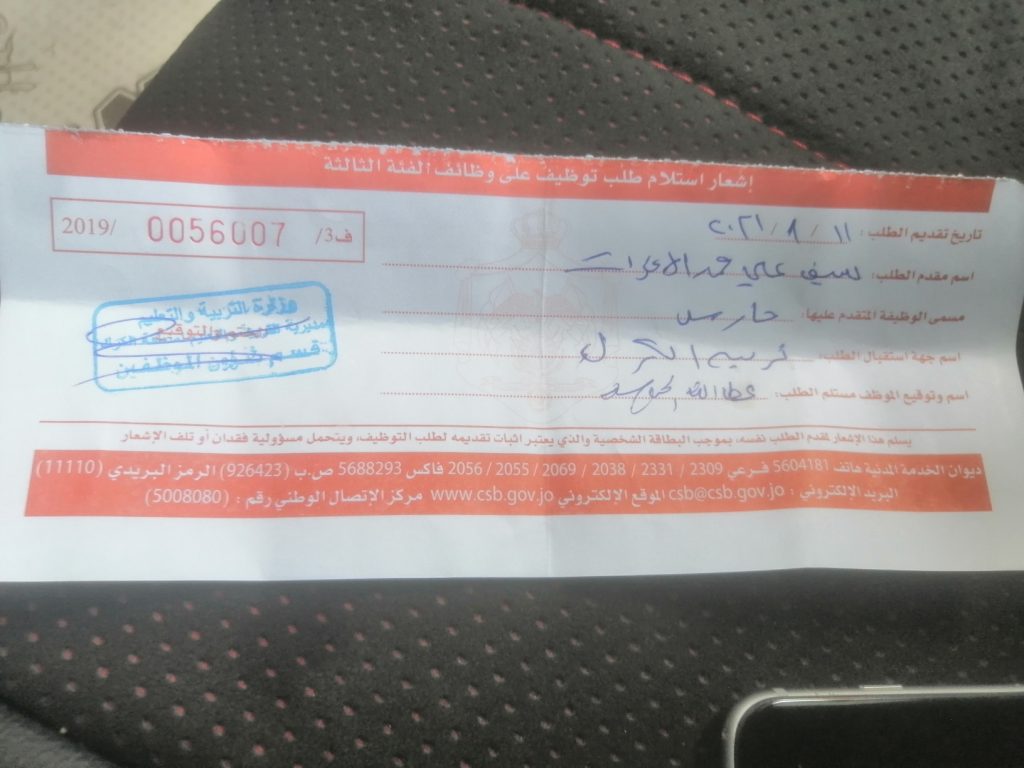 إشعار استلام طلب توظيف على وظائف الفئة الثالثة
ف3/ 0056007 2019/
تاريخ تقديم الطلب: ١١ / ٨ / ٢٠٢١
اسم مقدم الطلب: سيف علي محمد
مسمى الوظيفة المتقدم عليها: حارس
اسم جهة استقبال الطلب: تربية الكرك
اسم وتوقيع الموظف مستلم الطلب: عطاالله
وزارة التربية والتعليم
مديرية
الختم والتوقيع
قسم شؤون الموظفين
يسلم هذا الإشعار لمقدم الطلب نفسه، بموجب البطاقة الشخصية والذي يعتبر اثبات تقديمه لطلب التوظيف، ويتحمل مسؤولية فقدان أو تلف الإشعار
ديوان الخدمة المدنية هاتف 5604181 فرعي 2309 / 2331 / 2038 / 2069 / 2055 / 2056 فاكس 5688293 ص.ب (926423) الرمز البريدي (11110)
البريد الإلكتروني : csb@csb.gov.jo الموقع الإلكتروني www.csb.gov.jo مركز الإتصال الوطني رقم : (5008080)